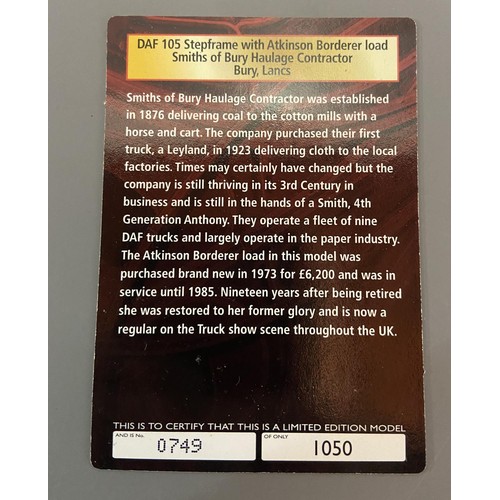 DAF 105 Stepframe with Atkinson Borderer load
Smiths of Bury Haulage Contractor
Bury, Lancs
Smiths of Bury Haulage Contractor was established
in 1876 delivering coal to the cotton mills with a
horse and cart. The company purchased their first
truck, a Leyland, in 1923 delivering cloth to the local
factories. Times may certainly have changed but the
company is still thriving in its 3rd Century in
business and is still in the hands of a Smith, 4th
Generation Anthony. They operate a fleet of nine
DAF trucks and largely operate in the paper industry.
The Atkinson Borderer load in this model was
purchased brand new in 1973 for £6,200 and was in
service until 1985. Nineteen years after being retired
she was restored to her former glory and is now a
regular on the Truck show scene throughout the UK.
THIS IS TO CERTIFY THAT THIS IS A LIMITED EDITION MODEL
AND IS No. 0749 OF ONLY 1050